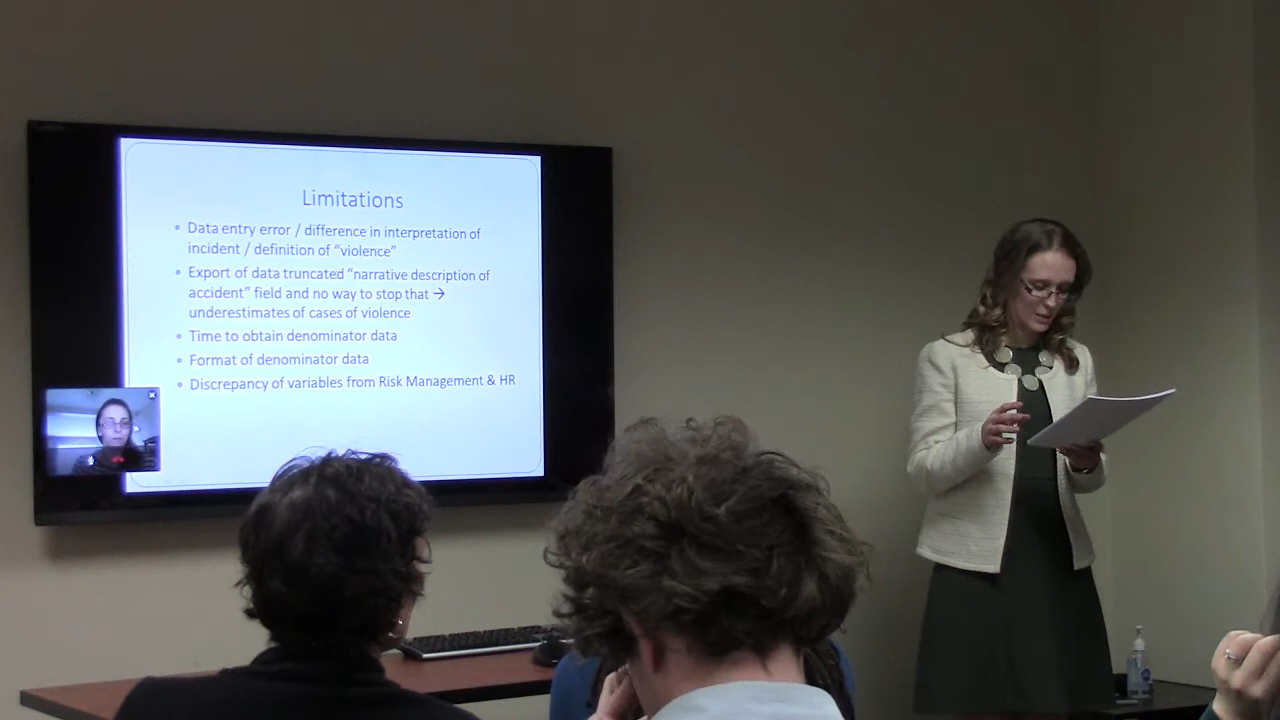 Limitations
• Data entry error / difference in interpretation of
incident / definition of "violence"
• Export of data truncated "narrative description of
accident" field and no way to stop that →
underestimates of cases of violence
• Time to obtain denominator data
• Format of denominator data
• Discrepancy of variables from Risk Management & HR